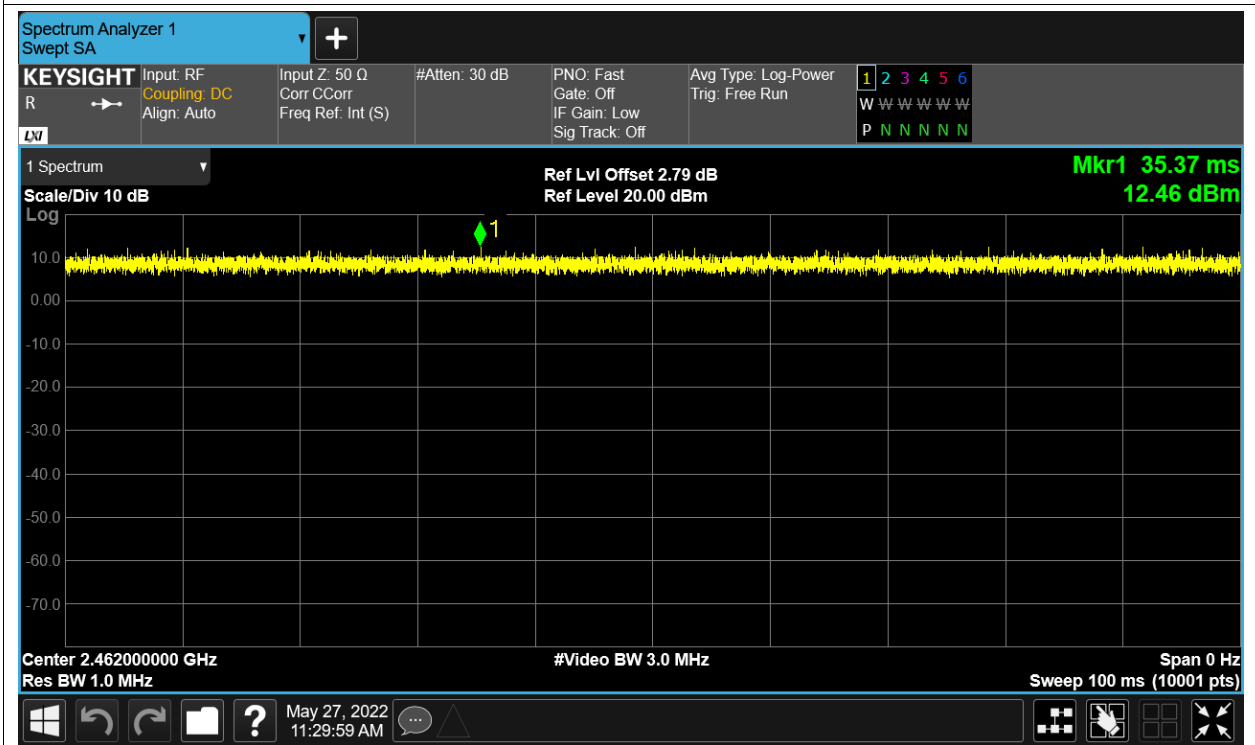 Spectrum Analyzer 1
Swept SA
+
KEYSIGHT Input: RF Input Z: 50 Ω #Atten: 30 dB PNO: Fast Avg Type: Log-Power 1 2 3 4 5 6
R Coupling: DC Corr CCorr Gate: Off Trig: Free Run W W W W W W
Align: Auto Freq Ref: Int (S) IF Gain: Low
LXI Sig Track: Off P N N N N N
1 Spectrum Ref Lvl Offset 2.79 dB Mkr1 35.37 ms
Scale/Div 10 dB Ref Level 20.00 dBm 12.46 dBm
Log
1
10.0
0.00
-10.0
-20.0
-30.0
-40.0
-50.0
-60.0
-70.0
Center 2.462000000 GHz #Video BW 3.0 MHz Span 0 Hz
Res BW 1.0 MHz Sweep 100 ms (10001 pts)
? May 27, 2022
11:29:59 AM